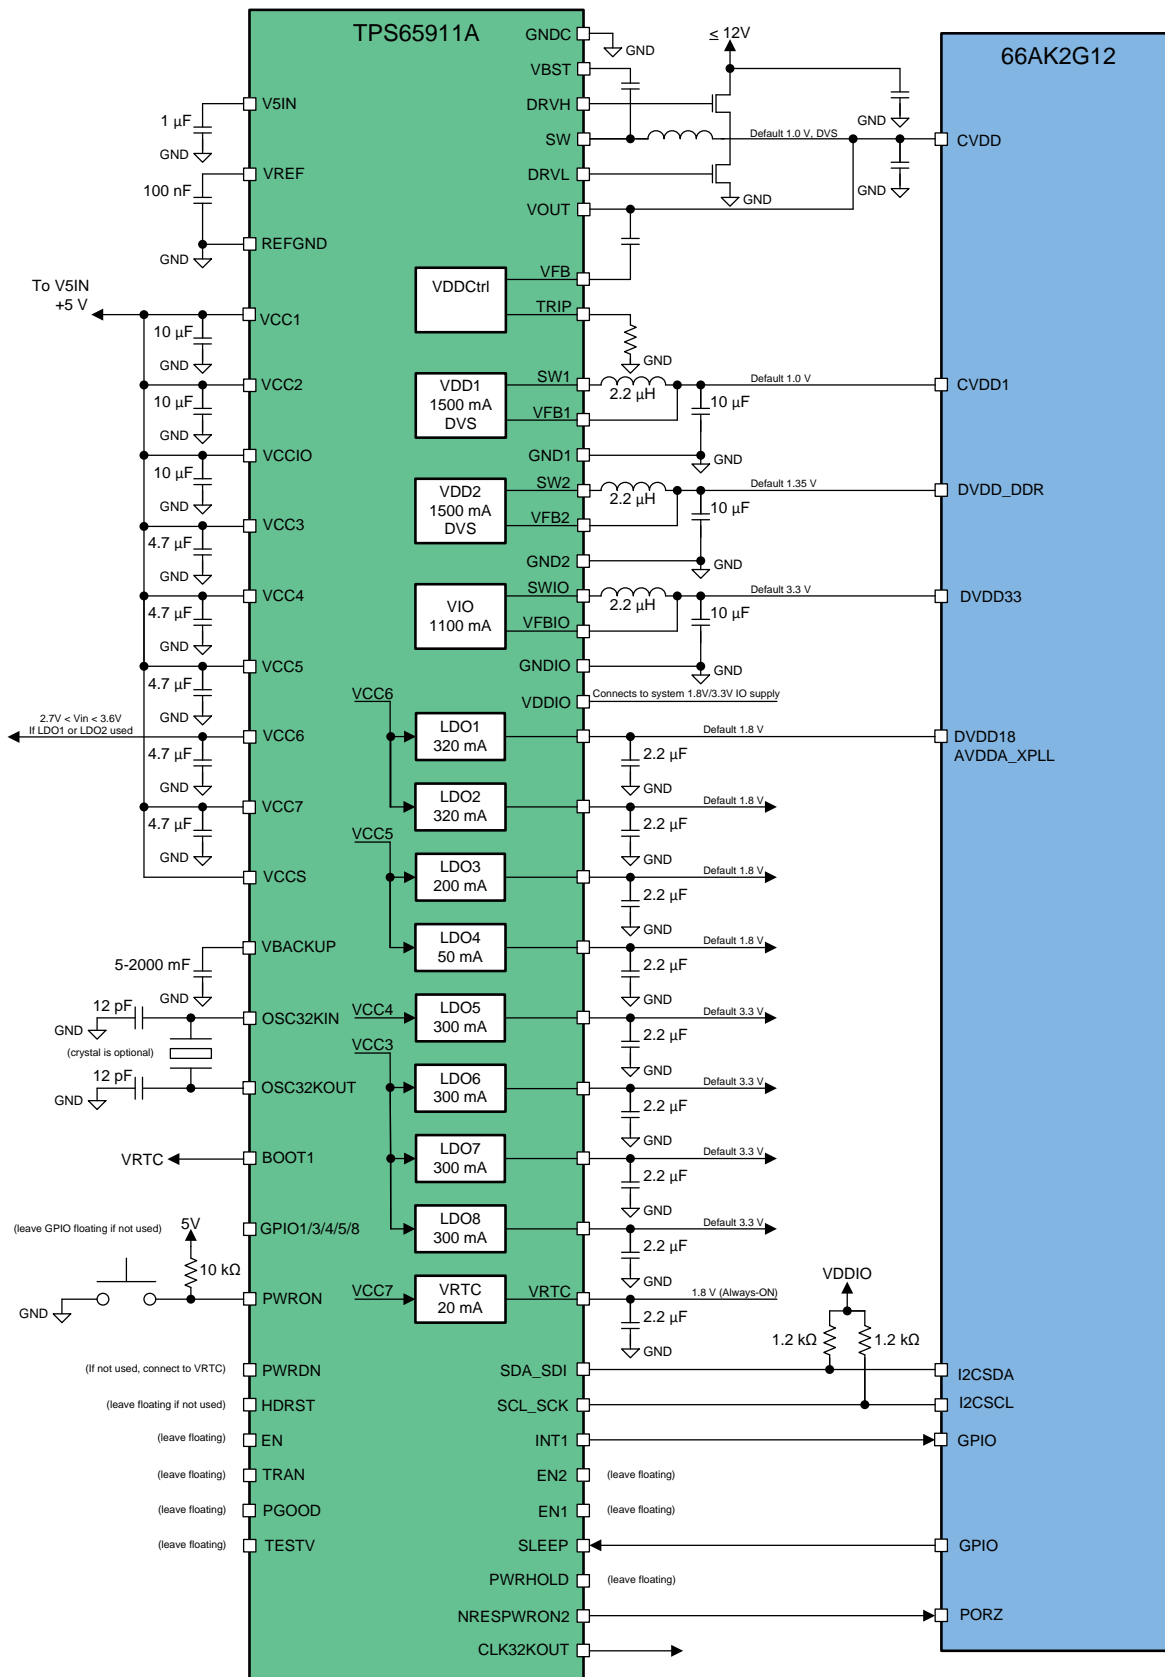 TPS65911A
66AK2G12
GNDC
GND
≤ 12V
VBST
V5IN
1 µF
GND
DRVH
GND
SW
Default 1.0 V, DVS
CVDD
VREF
100 nF
DRVL
GND
GND
VOUT
REFGND
GND
VDDCtrl
VFB
TRIP
GND
To V5IN
+5 V
VCC1
10 µF
GND
VCC2
10 µF
GND
VDD1
1500 mA
DVS
SW1
2.2 µH
Default 1.0 V
CVDD1
VFB1
10 µF
GND1
GND
VCCIO
10 µF
GND
VDD2
1500 mA
DVS
SW2
2.2 µH
Default 1.35 V
DVDD_DDR
VFB2
10 µF
GND2
GND
VCC3
4.7 µF
GND
VCC4
4.7 µF
GND
VIO
1100 mA
SWIO
2.2 µH
Default 3.3 V
DVDD33
VFBIO
10 µF
GNDIO
GND
VCC5
4.7 µF
GND
VDDIO
Connects to system 1.8V/3.3V IO supply
2.7V < Vin < 3.6V
If LDO1 or LDO2 used
VCC6
4.7 µF
GND
VCC6
LDO1
320 mA
Default 1.8 V
2.2 µF
GND
DVDD18
AVDDA_XPLL
VCC7
4.7 µF
GND
LDO2
320 mA
Default 1.8 V
2.2 µF
GND
VCCS
VCC5
LDO3
200 mA
Default 1.8 V
2.2 µF
GND
VBACKUP
5-2000 mF
GND
LDO4
50 mA
Default 1.8 V
2.2 µF
GND
12 pF
GND
OSC32KIN
(crystal is optional)
VCC4
LDO5
300 mA
Default 3.3 V
2.2 µF
GND
12 pF
GND
OSC32KOUT
VCC3
LDO6
300 mA
Default 3.3 V
2.2 µF
GND
VRTC
BOOT1
LDO7
300 mA
Default 3.3 V
2.2 µF
GND
(leave GPIO floating if not used)
5V
GPIO1/3/4/5/8
LDO8
300 mA
Default 3.3 V
2.2 µF
GND
10 kΩ
GND
PWRON
VCC7
VRTC
20 mA
VRTC
1.8 V (Always-ON)
2.2 µF
GND
VDDIO
1.2 kΩ
1.2 kΩ
(If not used, connect to VRTC)
PWRDN
SDA_SDI
I2CSDA
(leave floating if not used)
HDRST
SCL_SCK
I2CSCL
(leave floating)
EN
INT1
GPIO
(leave floating)
TRAN
EN2
(leave floating)
(leave floating)
PGOOD
EN1
(leave floating)
(leave floating)
TESTV
SLEEP
GPIO
PWRHOLD
(leave floating)
NRESPWRON2
PORZ
CLK32KOUT